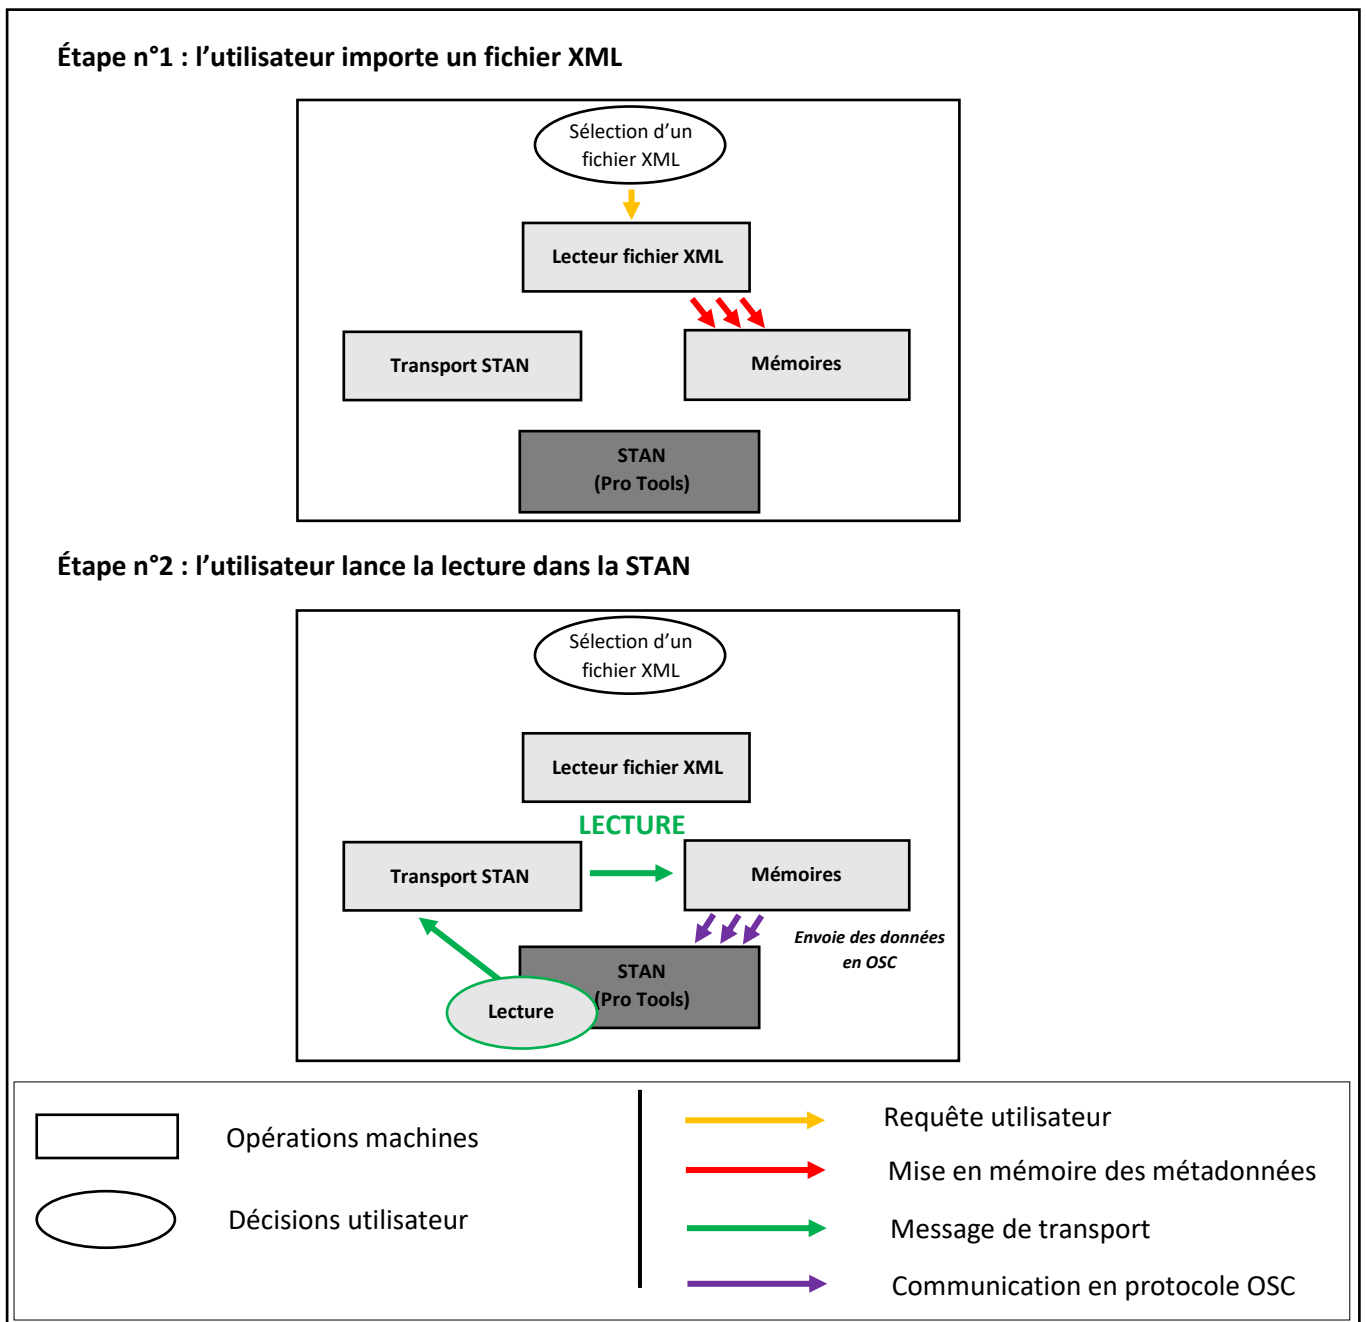 Étape n°1 : l’utilisateur importe un fichier XML
Sélection d’un
fichier XML
Lecteur fichier XML
Transport STAN
Mémoires
STAN
(Pro Tools)
Étape n°2 : l’utilisateur lance la lecture dans la STAN
Sélection d’un
fichier XML
Lecteur fichier XML
LECTURE
Transport STAN
Mémoires
Envoie des données
en OSC
STAN
(Pro Tools)
Lecture
Opérations machines
Décisions utilisateur
Requête utilisateur
Mise en mémoire des métadonnées
Message de transport
Communication en protocole OSC